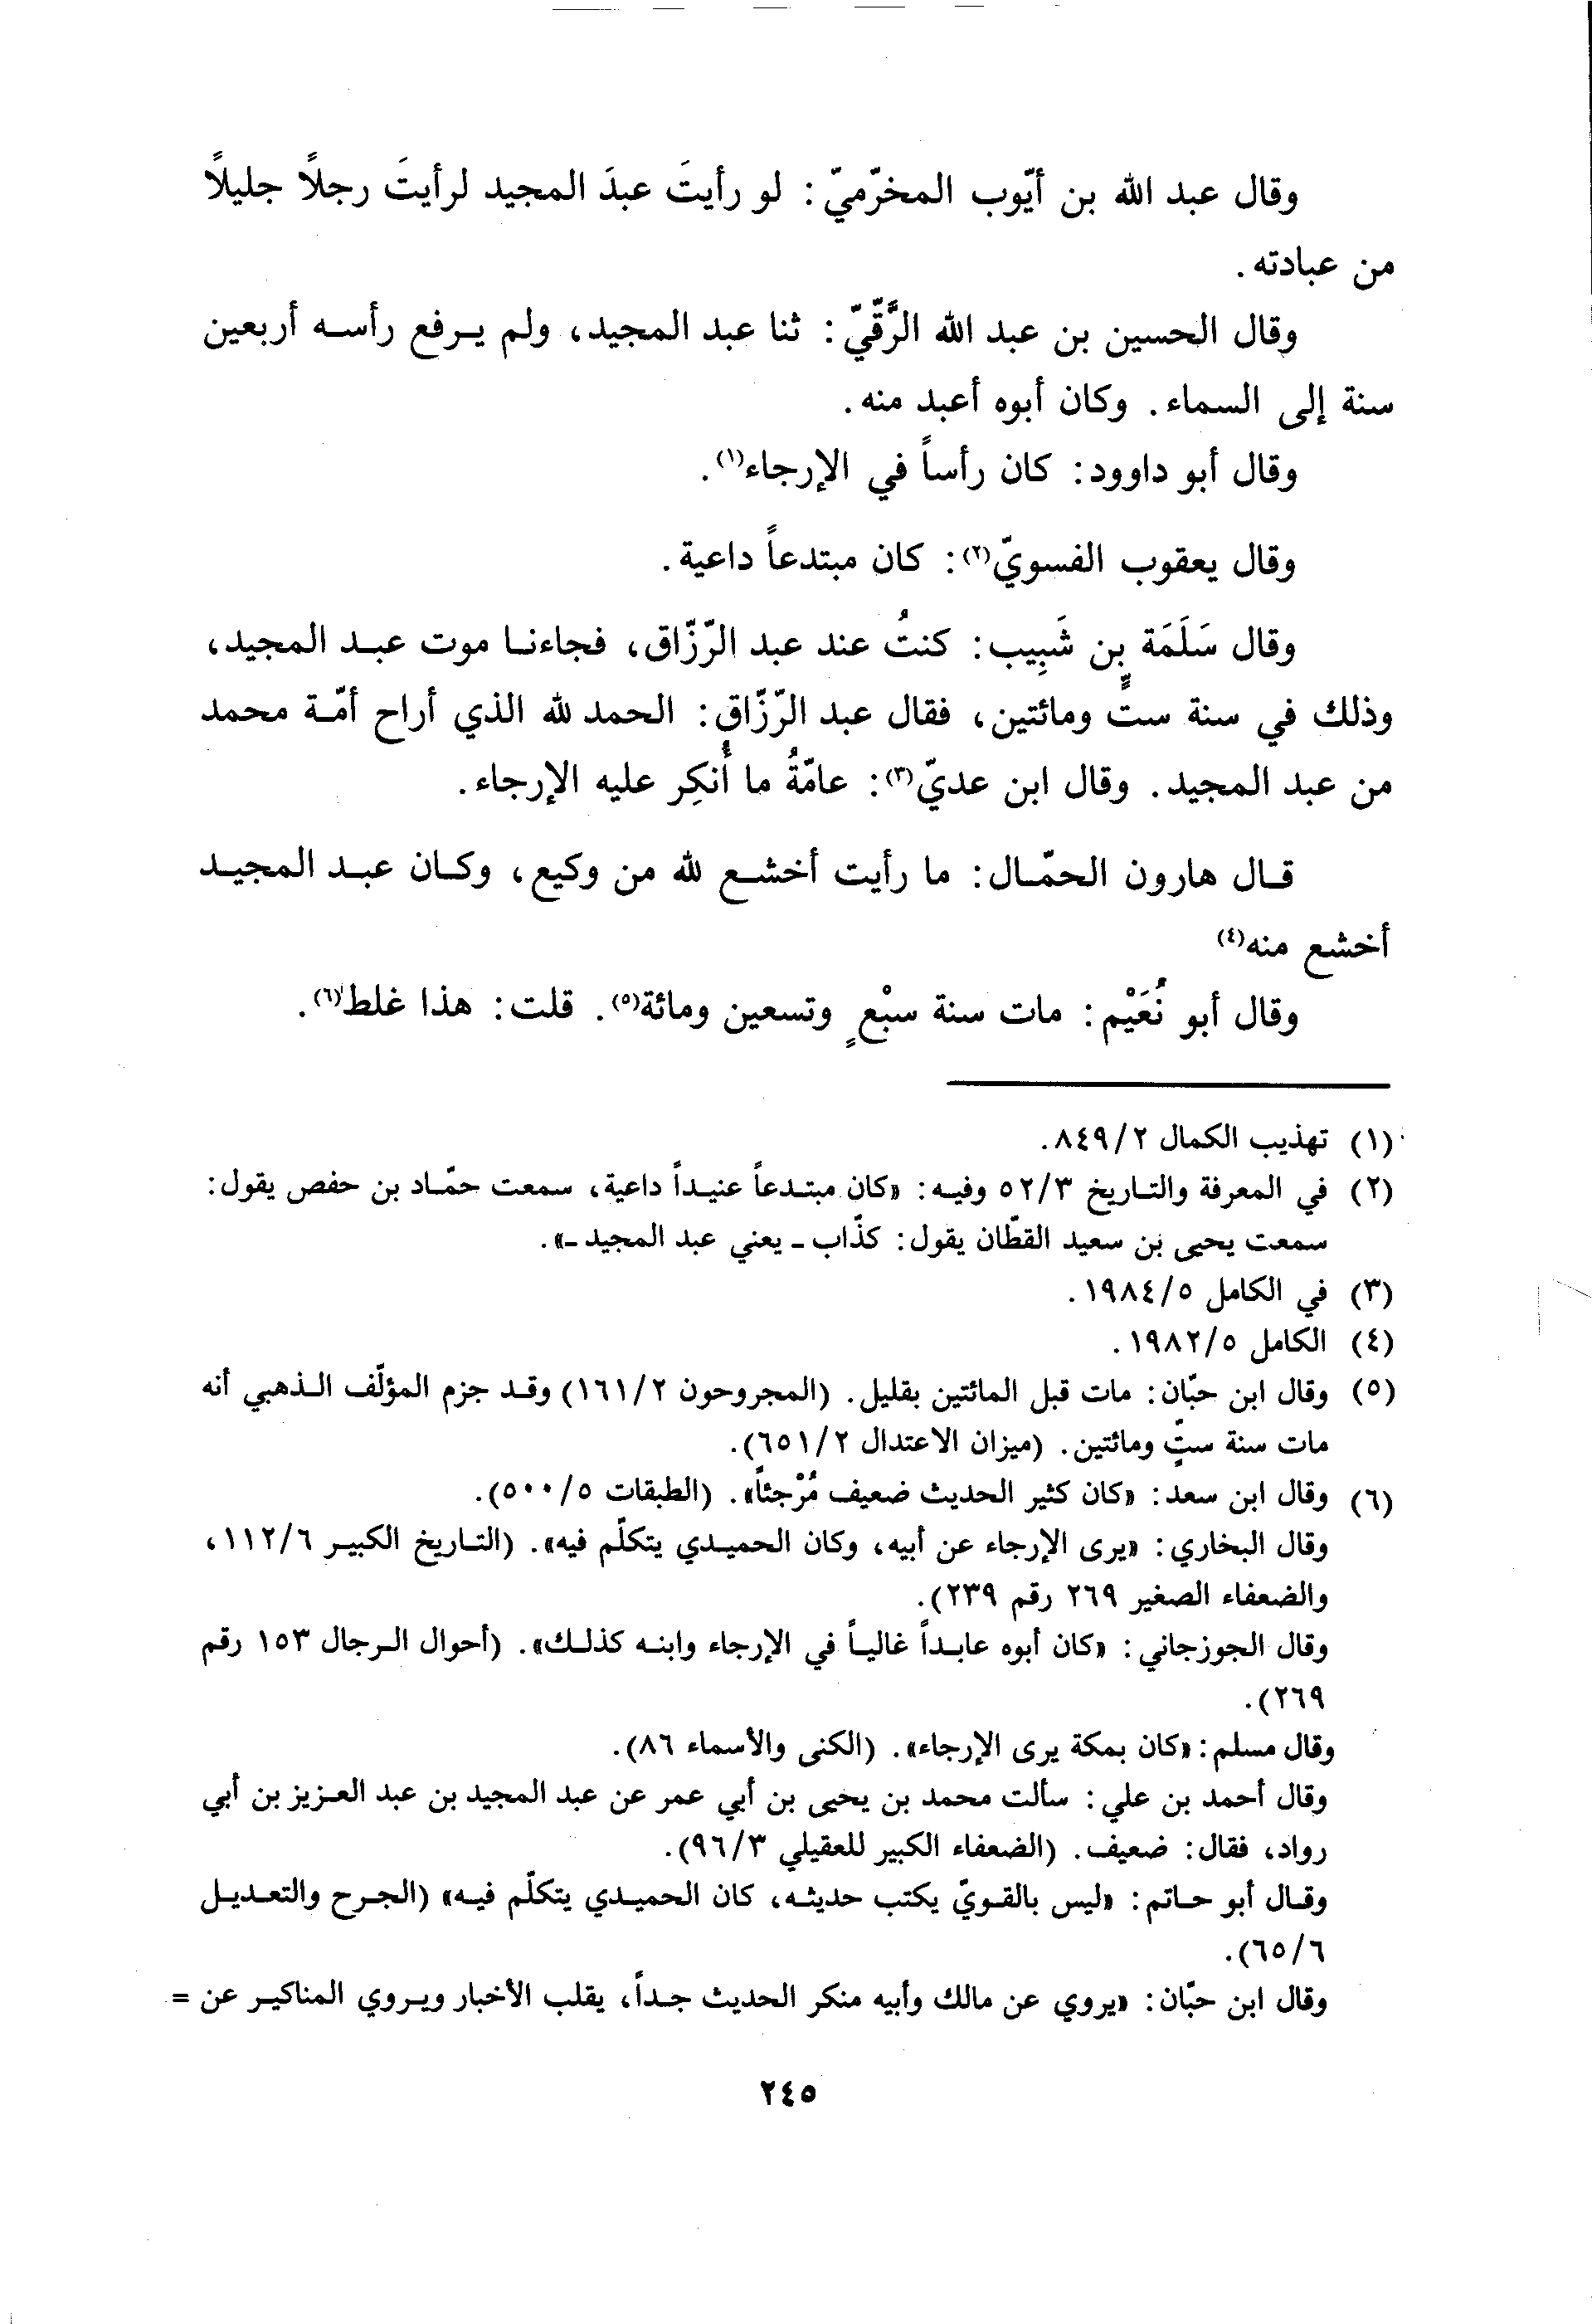 وقال عبد الله بن أيّوب المخرّميّ: لو رأيتَ عبدَ المجيد لرأيتَ رجلاً جليلاً
من عبادته.
وقال الحسين بن عبد الله الرَّقّيّ: ثنا عبد المجيد، ولم يرفع رأسه أربعين
سنة إلى السماء. وكان أبوه أعبد منه.
وقال أبو داوود: كان رأساً في الإرجاء(١).
وقال يعقوب الفسويّ(٢): كان مبتدعاً داعية.
وقال سَلَمَة بن شَبِيب: كنتُ عند عبد الرّزّاق، فجاءنا موت عبد المجيد،
وذلك في سنة ستٍّ ومائتين، فقال عبد الرّزّاق: الحمد لله الذي أراح أمّة محمد
من عبد المجيد. وقال ابن عديّ(٣): عامّةُ ما أُنكِر عليه الإرجاء.
قال هارون الحمّال: ما رأيت أخشع لله من وكيع، وكان عبد المجيد
أخشع منه(٤)
وقال أبو نُعَيْم: مات سنة سبْعٍ وتسعين ومائة(٥). قلت: هذا غلط(٦).
(١) تهذيب الكمال ٨٤٩/٢.
(٢) في المعرفة والتاريخ ٥٢/٣ وفيه: «كان مبتدعاً عنيداً داعية، سمعت حمّاد بن حفص يقول:
سمعت يحيى بن سعيد القطّان يقول: كذّاب ـ يعني عبد المجيد ـ».
(٣) في الكامل ١٩٨٤/٥.
(٤) الكامل ١٩٨٢/٥.
(٥) وقال ابن حبّان: مات قبل المائتين بقليل. (المجروحون ١٦١/٢) وقد جزم المؤلّف الذهبي أنه
مات سنة ستٍّ ومائتين. (ميزان الاعتدال ٦٥١/٢).
(٦) وقال ابن سعد: «كان كثير الحديث ضعيف مُرْجئاً». (الطبقات ٥٠٠/٥).
وقال البخاري: «يرى الإرجاء عن أبيه، وكان الحميدي يتكلّم فيه». (التاريخ الكبير ١١٢/٦،
والضعفاء الصغير ٢٦٩ رقم ٢٣٩).
وقال الجوزجاني: «كان أبوه عابداً غالياً في الإرجاء وابنه كذلك». (أحوال الرجال ١٥٣ رقم
٢٦٩).
وقال مسلم: «كان بمكة يرى الإرجاء». (الكنى والأسماء ٨٦).
وقال أحمد بن علي: سألت محمد بن يحيى بن أبي عمر عن عبد المجيد بن عبد العزيز بن أبي
رواد، فقال: ضعيف. (الضعفاء الكبير للعقيلي ٩٦/٣).
وقال أبو حاتم: «ليس بالقويّ يكتب حديثه، كان الحميدي يتكلّم فيه» (الجرح والتعديل
٦٥/٦).
وقال ابن حبّان: «يروي عن مالك وأبيه منكر الحديث جداً، يقلب الأخبار ويروي المناكير عن =
٢٤٥